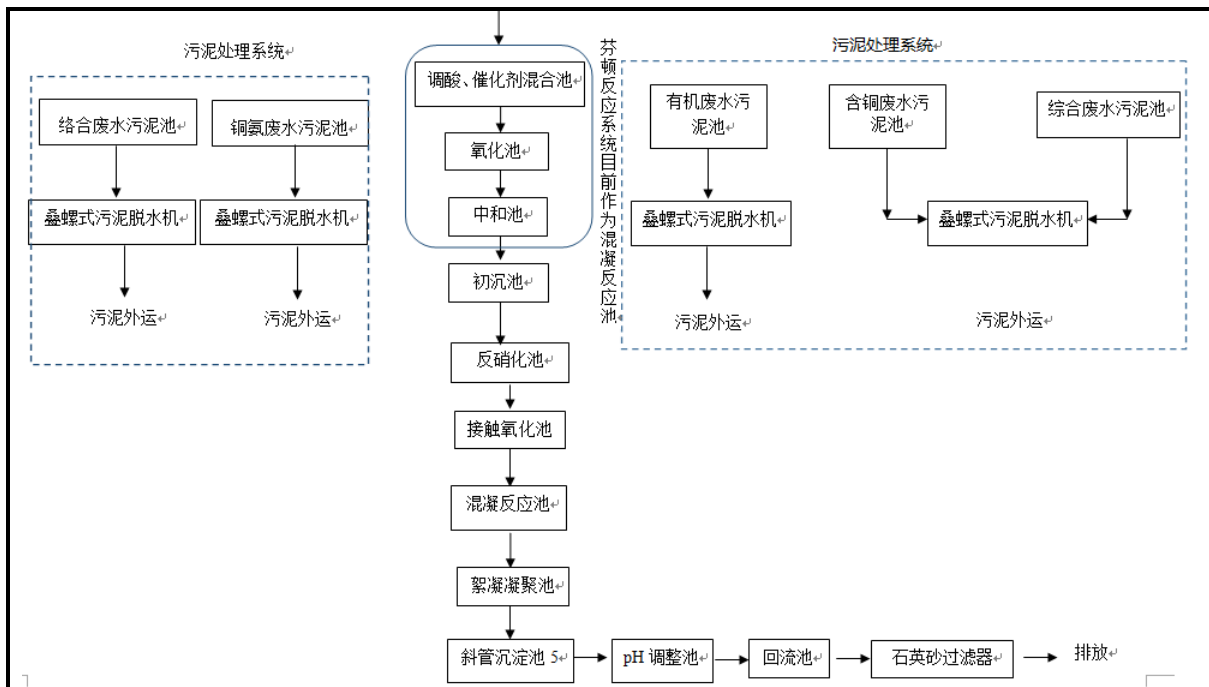 污泥处理系统
络合废水污泥池
铜氨废水污泥池
叠螺式污泥脱水机
叠螺式污泥脱水机
污泥外运
污泥外运
调酸、催化剂混合池
氧化池
中和池
芬顿反应系统目前作为混凝反应池
初沉池
反硝化池
接触氧化池
混凝反应池
絮凝凝聚池
斜管沉淀池 5
pH 调整池
回流池
石英砂过滤器
排放
污泥处理系统
有机废水污
泥池
含铜废水污
泥池
综合废水污泥池
叠螺式污泥脱水机
叠螺式污泥脱水机
污泥外运
污泥外运